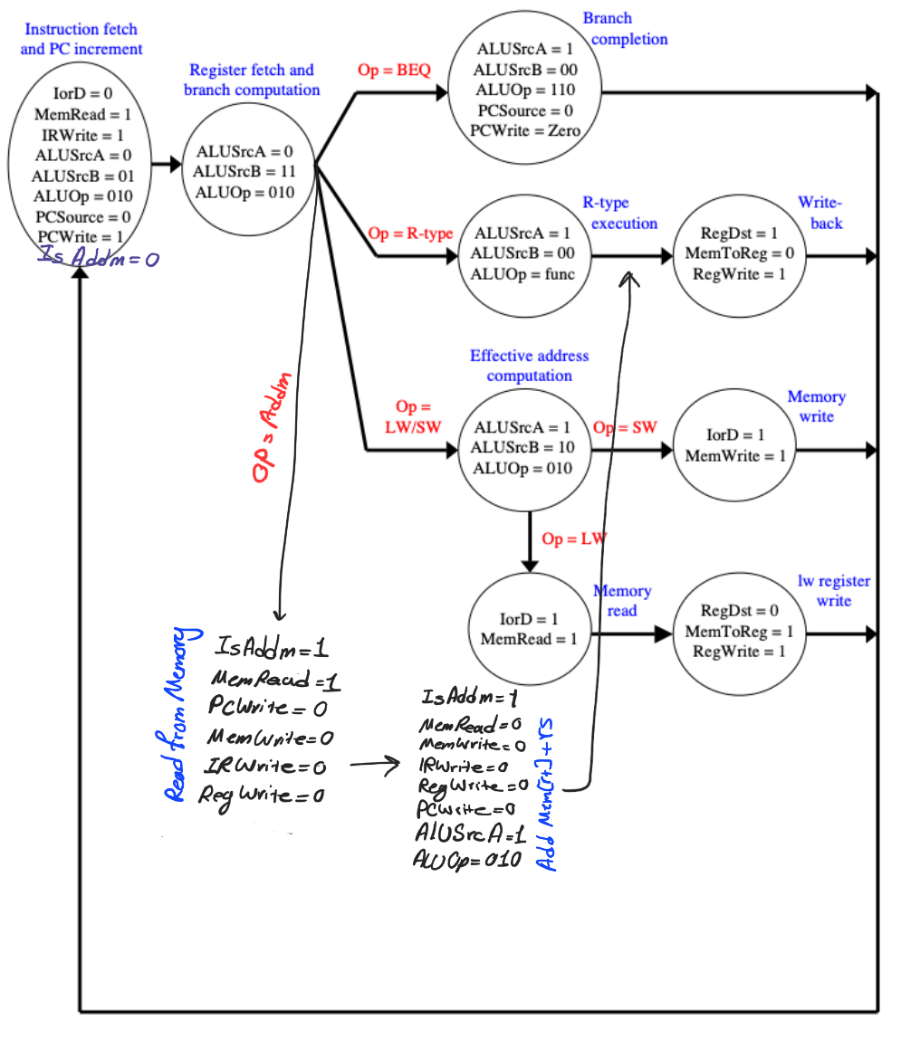 Instruction fetch
and PC increment
IorD = 0
MemRead = 1
IRWrite = 1
ALUSrcA = 0
ALUSrcB = 01
ALUOp = 010
PCSource = 0
PCWrite = 1
IsAddm = 0
Register fetch and
branch computation
ALUSrcA = 0
ALUSrcB = 11
ALUOp = 010
Op = BEQ
Branch
completion
ALUSrcA = 1
ALUSrcB = 00
ALUOp = 110
PCSource = 0
PCWrite = Zero
Op = R-type
R-type
execution
ALUSrcA = 1
ALUSrcB = 00
ALUOp = func
Write-
back
RegDst = 1
MemToReg = 0
RegWrite = 1
Op =
LW/SW
Effective address
computation
ALUSrcA = 1
ALUSrcB = 10
ALUOp = 010
Op = SW
Memory
write
IorD = 1
MemWrite = 1
Op = LW
IorD = 1
MemRead = 1
Memory
read
lw register
write
RegDst = 0
MemToReg = 1
RegWrite = 1
OP = Addm
Read from Memory
IsAddm=1
MemRead=1
PCWrite= 0
MemWrite=0
IRWrite=0
RegWrite=0
IsAddm=1
MemRead=0
MemWrite=0
IRWrite=0
RegWrite=0
PCWrite=0
AlUSrcA=1
ALUOp=010
Add Mem[rt]+rs